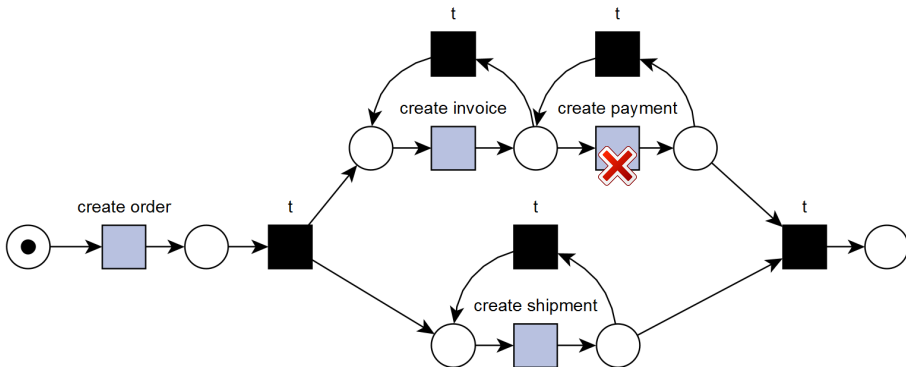 t
t
create invoice
create payment
create order
t
t
t
create shipment